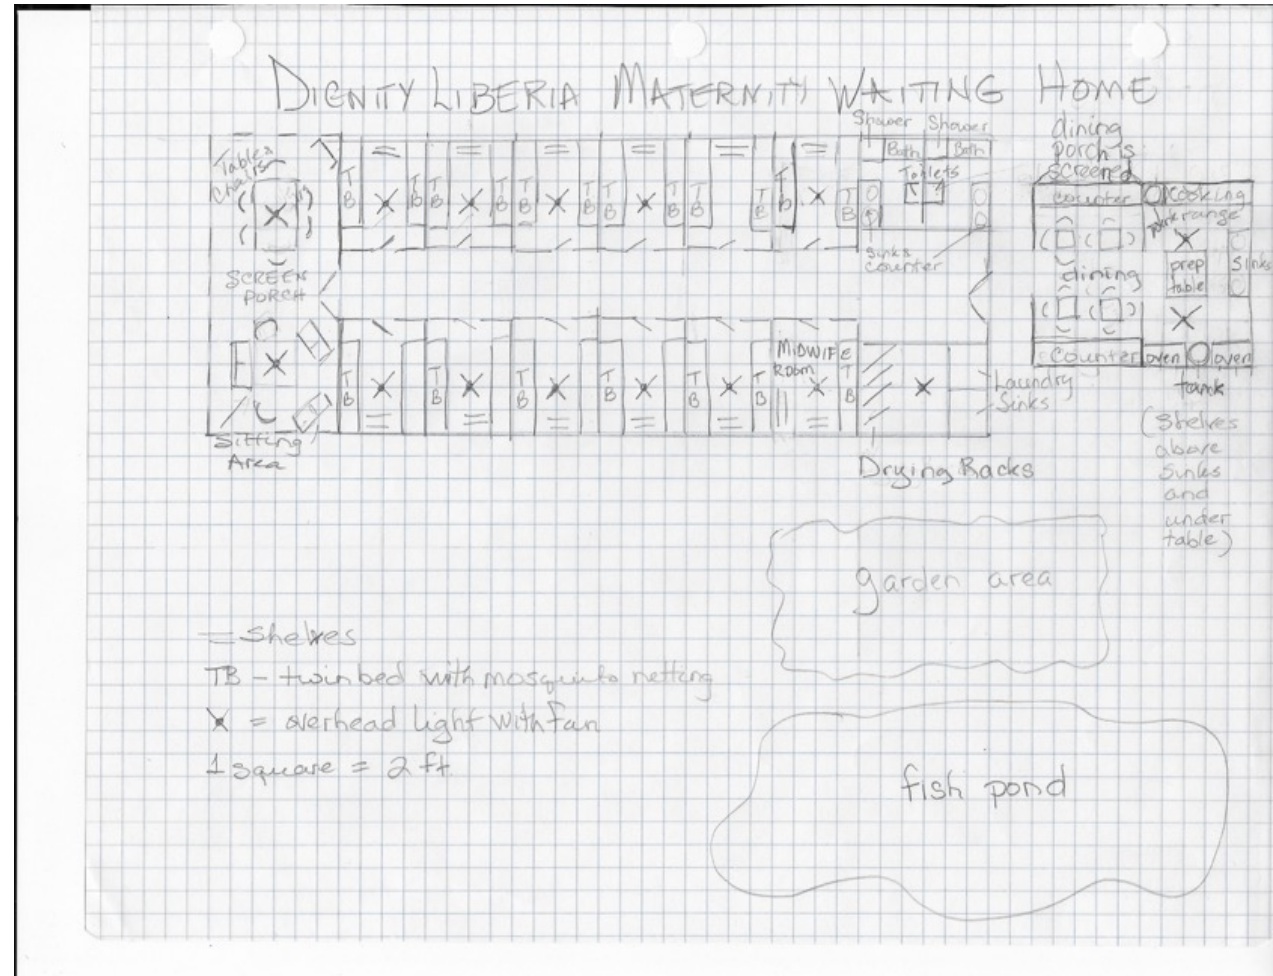 DIGNITY LIBERIA MATERNITY WAITING HOME
Tables
Chairs
SCREEN
PORCH
TB TB TB TB TB TB TB TB TB TB
Shower Shower
Bath Bath
Toilets
Sinks
Counter
dining
porch is
screened
counter
cooking
range
dining
prep
table
Sinks
Counter
oven
oven
tank
(Shelves
above
Sinks
and
under
table)
Sitting
Area
TB TB TB TB TB TB
MIDWIFE
ROOM
TB
Laundry
Sinks
Drying Racks
garden area
fish pond
= Shelves
TB - twin bed with mosquito netting
X = overhead light with fan
1 square = 2 ft